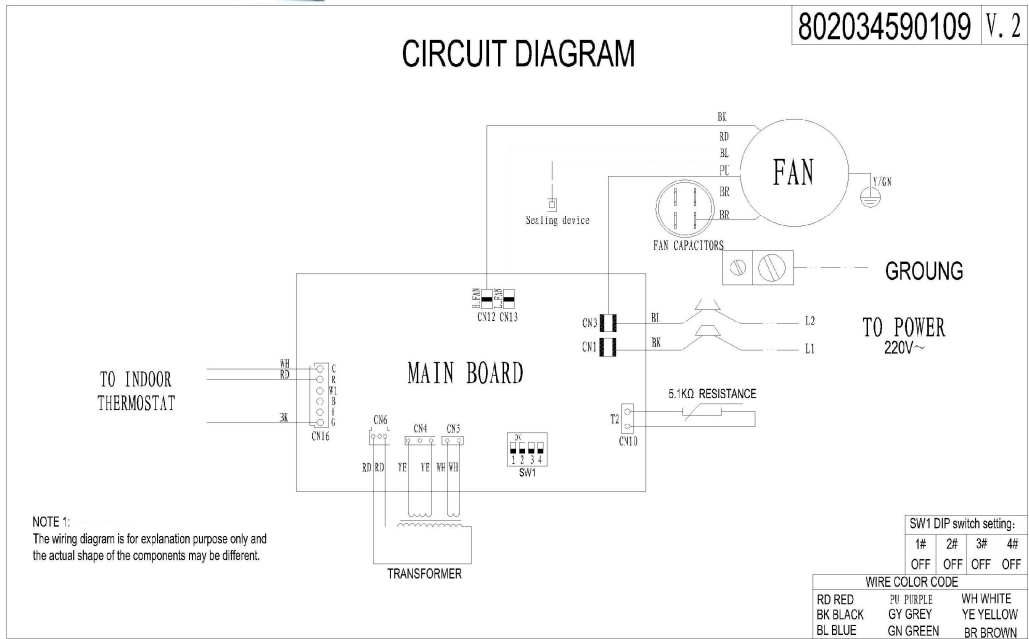 802034590109 V. 2
CIRCUIT DIAGRAM
BK
RD
BL
PU
BR
BR
FAN
Y/GN
Sealing device
FAN CAPACITORS
GROUNG
H_FAN
L_FAN
CN12 CN13
CN3
BL
L2
CN1
BK
L1
TO POWER
220V~
MAIN BOARD
TO INDOOR
THERMOSTAT
WH
RD
BK
C
R
W1
B
Y
G
CN16
5.1KΩ RESISTANCE
T2
CN10
CN6
CN4
CN5
RD RD YE YE WH WH
ON
1 2 3 4
SW1
TRANSFORMER
NOTE 1:
The wiring diagram is for explanation purpose only and
the actual shape of the components may be different.
SW1 DIP switch setting:
1# 2# 3# 4#
OFF OFF OFF OFF
WIRE COLOR CODE
RD RED PU PURPLE WH WHITE
BK BLACK GY GREY YE YELLOW
BL BLUE GN GREEN BR BROWN